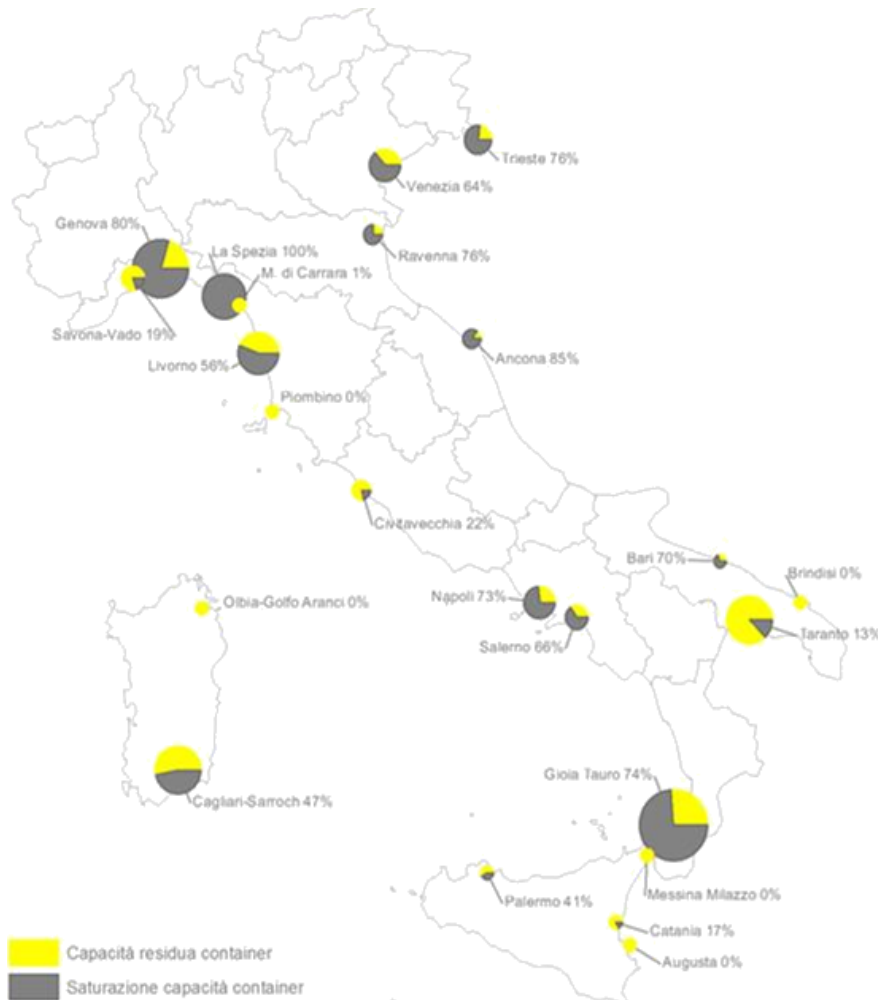 Trieste 76%
Venezia 64%
Genova 80%
La Spezia 100%
Ravenna 76%
M. di Carrara 1%
Savona-Vado 19%
Ancona 85%
Livorno 56%
Piombino 0%
Civitavecchia 22%
Bari 70%
Brindisi 0%
Napoli 73%
Olbia-Golfo Aranci 0%
Taranto 13%
Salerno 66%
Gioia Tauro 74%
Cagliari-Sarroch 47%
Messina Milazzo 0%
Palermo 41%
Catania 17%
Augusta 0%
Capacità residua container
Saturazione capacità container